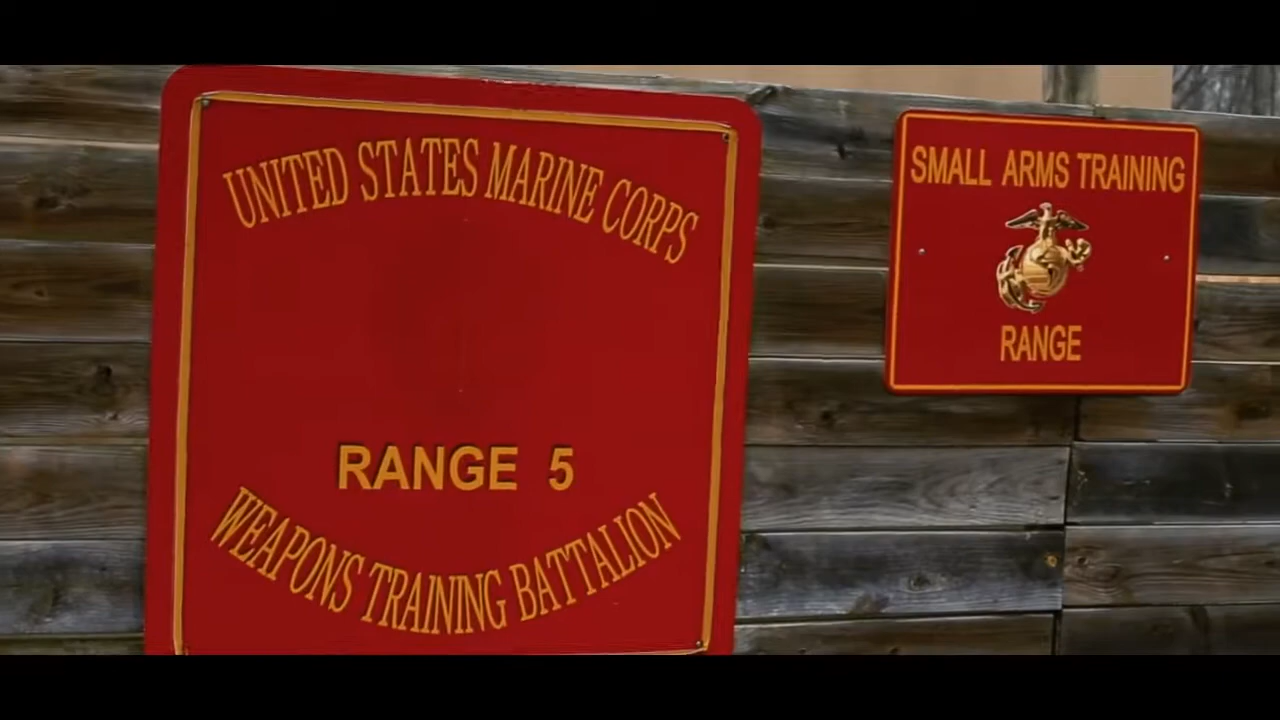 UNITED STATES MARINE CORPS
RANGE 5
WEAPONS TRAINING BATTALION
SMALL ARMS TRAINING
RANGE